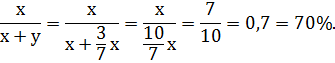 x/(x + y) = x/(x + 3/7 x) = x/(10/7 x) = 7/10 = 0,7 = 70%.